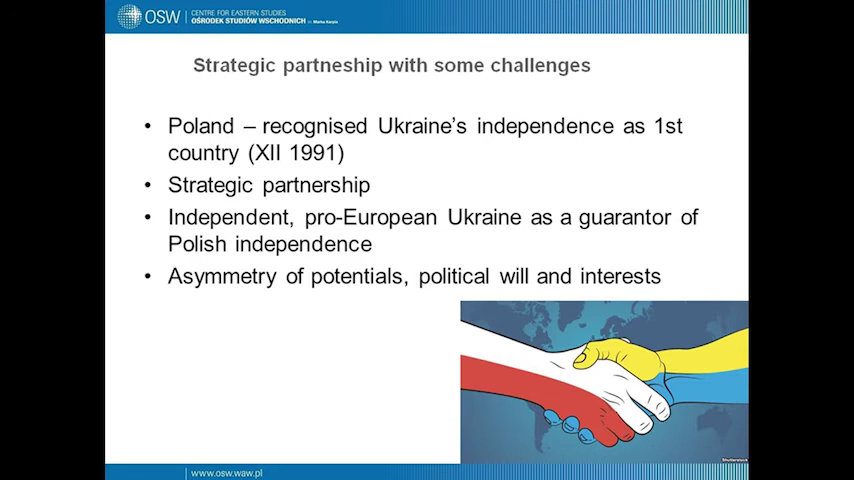 OSW
CENTRE FOR EASTERN STUDIES
OŚRODEK STUDIÓW WSCHODNICH im. Marka Karpia
Strategic partneship with some challenges
• Poland – recognised Ukraine’s independence as 1st
country (XII 1991)
• Strategic partnership
• Independent, pro-European Ukraine as a guarantor of
Polish independence
• Asymmetry of potentials, political will and interests
Shutterstock
www.osw.waw.pl